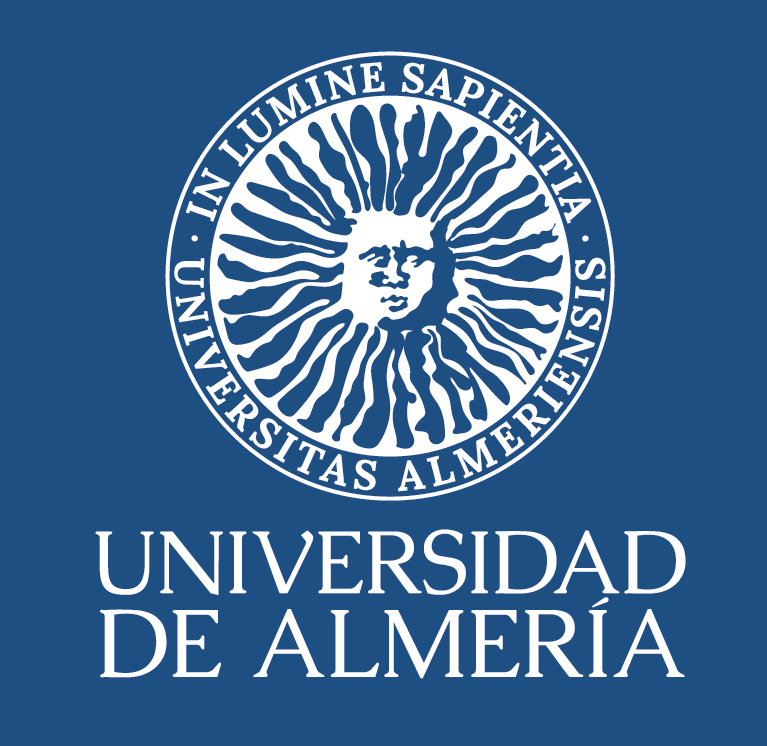 · IN LUMINE SAPIENTIA ·
UNIVERSITAS ALMERIENSIS
UNIVERSIDAD
DE ALMERÍA